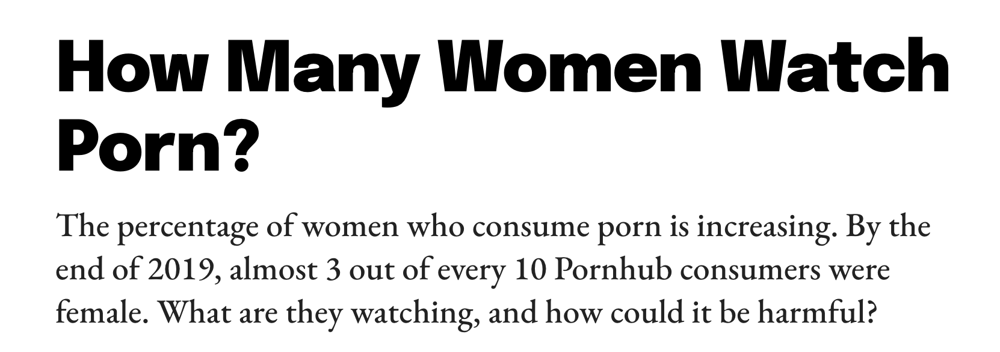 How Many Women Watch
Porn?
The percentage of women who consume porn is increasing. By the
end of 2019, almost 3 out of every 10 Pornhub consumers were
female. What are they watching, and how could it be harmful?